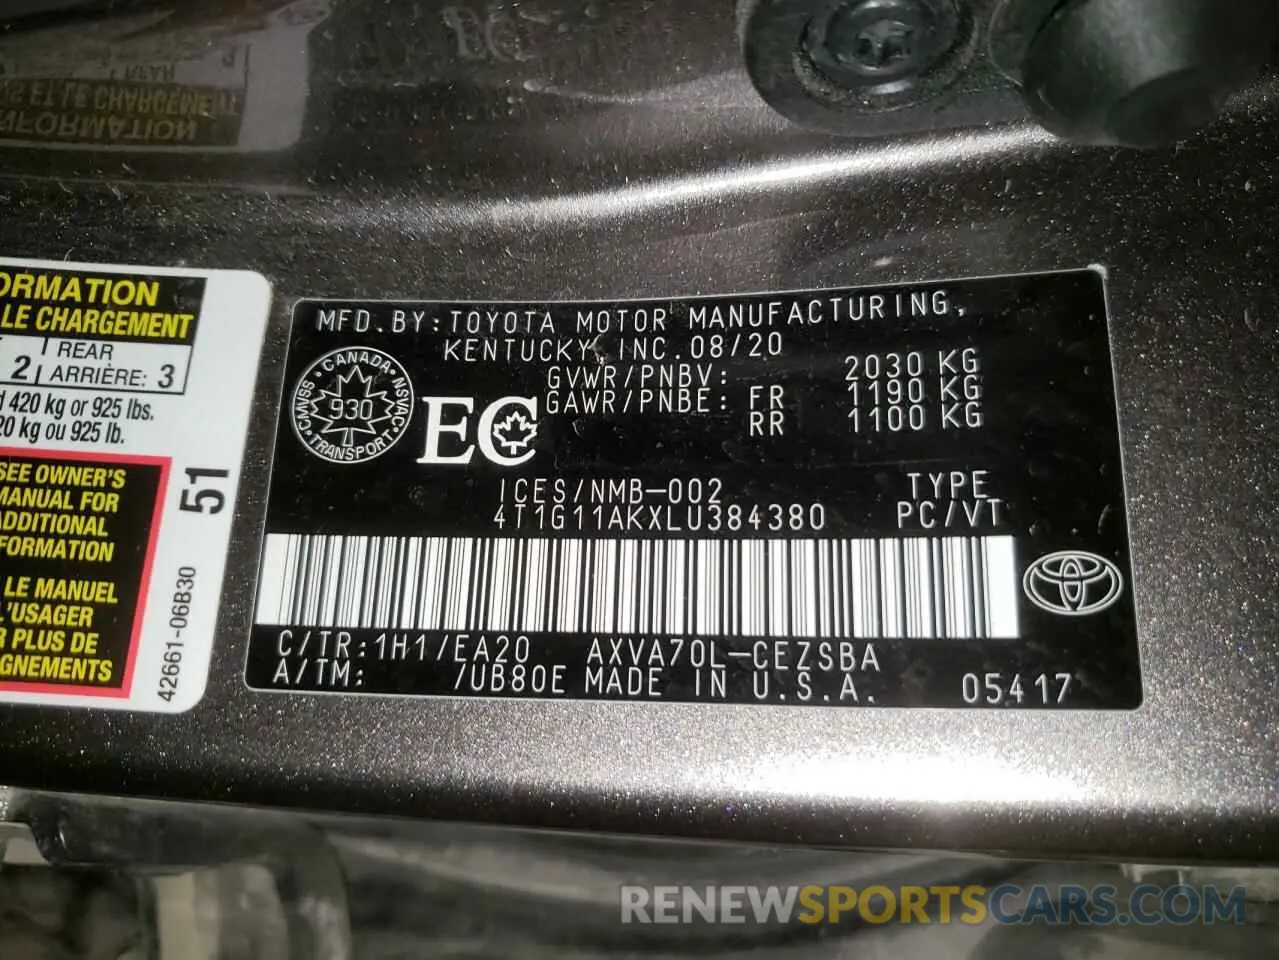 ORMATION
LE CHARGEMENT
2 REAR
ARRIÈRE: 3
420 kg or 925 lbs.
20 kg ou 925 lb.
SEE OWNER'S
MANUAL FOR
ADDITIONAL
FORMATION
LE MANUEL
L'USAGER
R PLUS DE
GNEMENTS
51
42661-06B30
MFD.BY:TOYOTA MOTOR MANUFACTURING,
KENTUCKY, INC. 08/20
GVWR/PNBV: 2030 KG
GAWR/PNBE: FR 1190 KG
RR 1100 KG
CANADA
CMVSS 930 NSVAC
TRANSPORT
EC
ICES/NMB-002 TYPE
4T1G11AKXLU384380 PC/VT
C/TR:1H1/EA20 AXVA70L-CEZSBA
A/TM: /UB80E MADE IN U.S.A. 05417
RENEWSPORTSCARS.COM